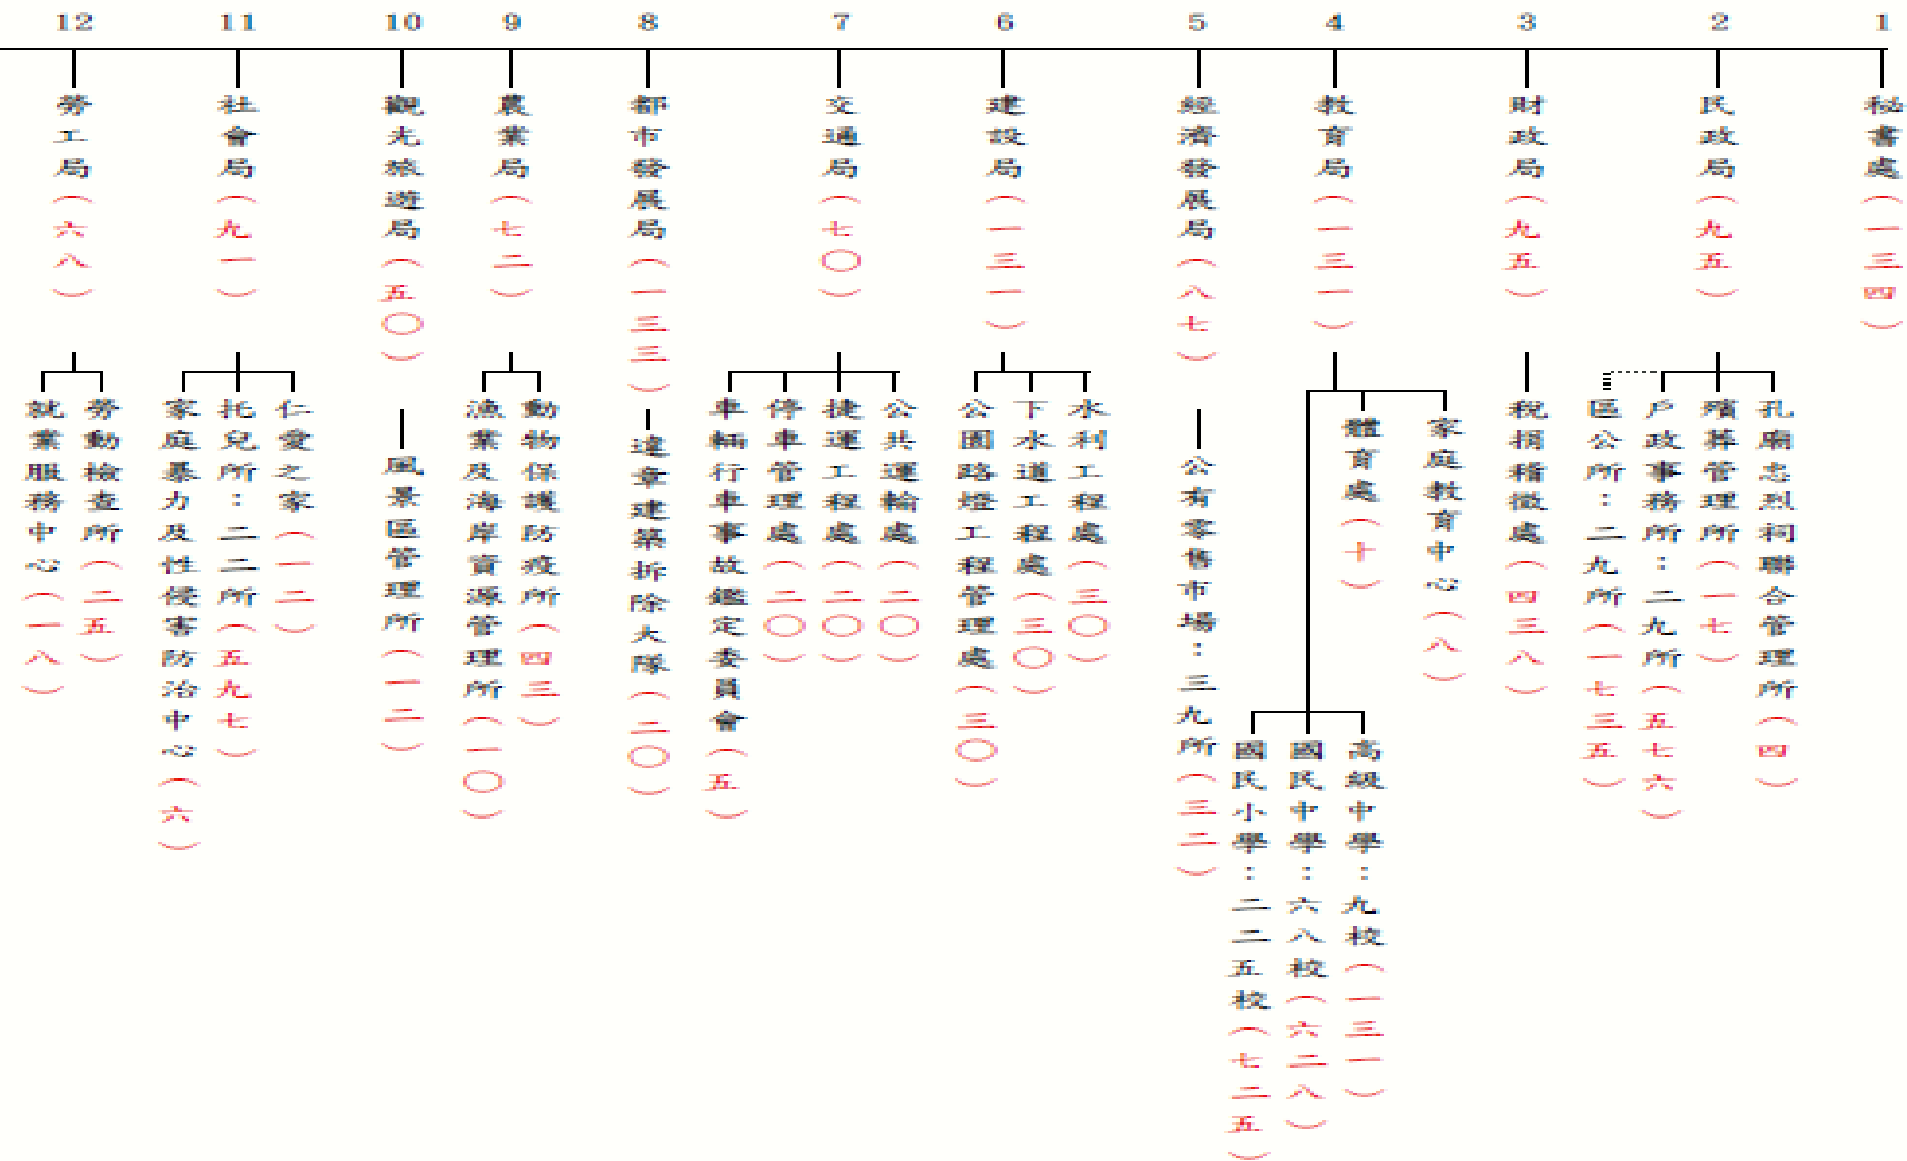 1
秘書處（一三四）
2
民政局（九五）
孔廟忠烈祠聯合管理所（四）
殯葬管理所（一七）
戶政事務所：二九所（五七六）
區公所：二九所（一七三五）
3
財政局（九五）
稅捐稽徵處（四三八）
4
教育局（一三一）
家庭教育中心（八）
體育處（十）
高級中學：九校（一三一）
國民中學：六八校（六二八）
國民小學：二二五校（七二五）
5
經濟發展局（八七）
公有零售市場：三九所（三二）
6
建設局（一三一）
水利工程處（三〇）
下水道工程處（三〇）
公園路燈工程管理處（三〇）
7
交通局（七〇）
公共運輸處（二〇）
捷運工程處（二〇）
停車管理處（二〇）
車輛行車事故鑑定委員會（五）
8
都市發展局（一三三）
違章建築拆除大隊（二〇）
9
農業局（七二）
動物保護防疫所（四三）
漁業及海岸資源管理所（一〇）
10
觀光旅遊局（五〇）
風景區管理所（一二）
11
社會局（九一）
仁愛之家（一二）
托兒所：二二所（五九七）
家庭暴力及性侵害防治中心（六）
12
勞工局（六八）
勞動檢查所（二五）
就業服務中心（一八）